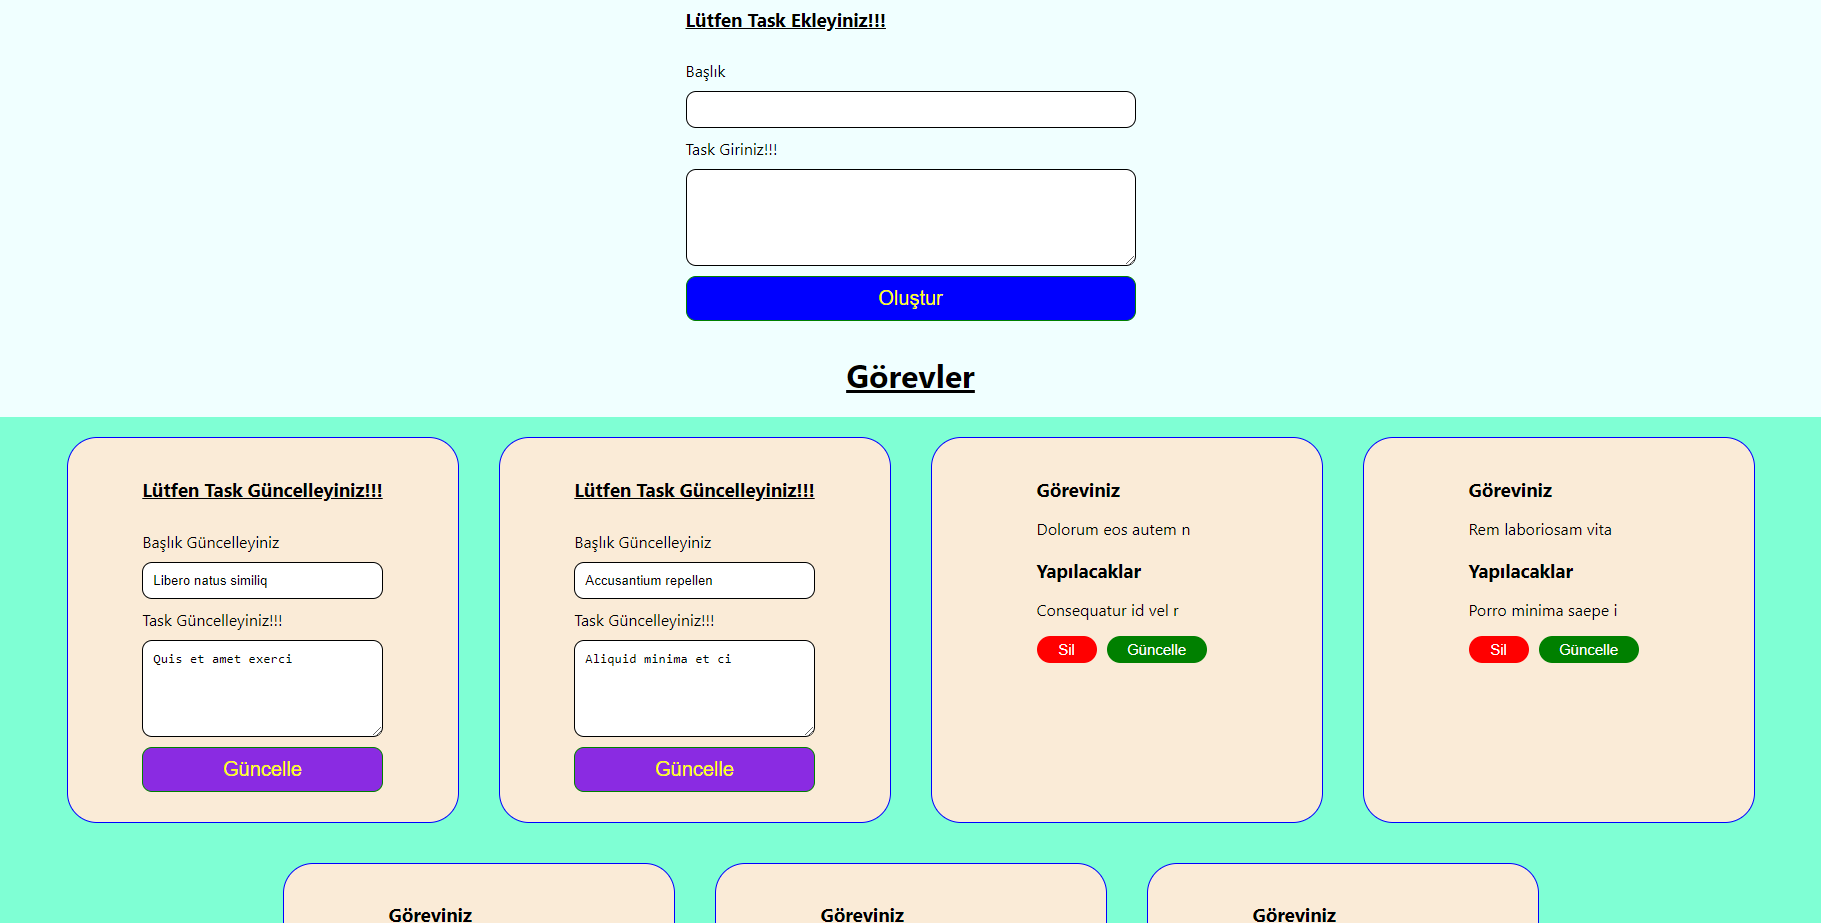 Lütfen Task Ekleyiniz!!!
Başlık
Task Giriniz!!!
Oluştur
Görevler
Lütfen Task Güncelleyiniz!!!
Başlık Güncelleyiniz
Libero natus similiq
Task Güncelleyiniz!!!
Quis et amet exerci
Güncelle
Lütfen Task Güncelleyiniz!!!
Başlık Güncelleyiniz
Accusantium repellen
Task Güncelleyiniz!!!
Aliquid minima et ci
Güncelle
Göreviniz
Dolorum eos autem n
Yapılacaklar
Consequatur id vel r
Sil Güncelle
Göreviniz
Rem laboriosam vita
Yapılacaklar
Porro minima saepe i
Sil Güncelle
Göreviniz
Göreviniz
Göreviniz